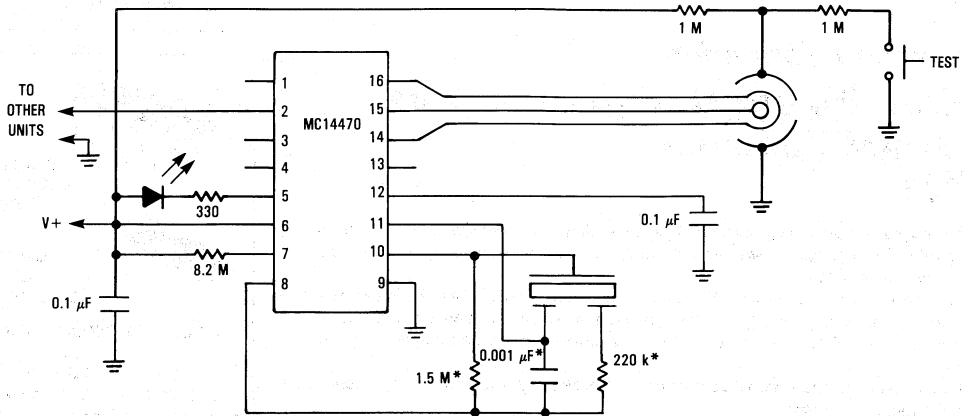 1 M
1 M
TEST
TO
OTHER
UNITS
MC14470
1
2
3
4
5
6
7
8
16
15
14
13
12
11
10
9
330
V+
8.2 M
0.1 μF
0.1 μF
0.001 μF*
1.5 M*
220 k*